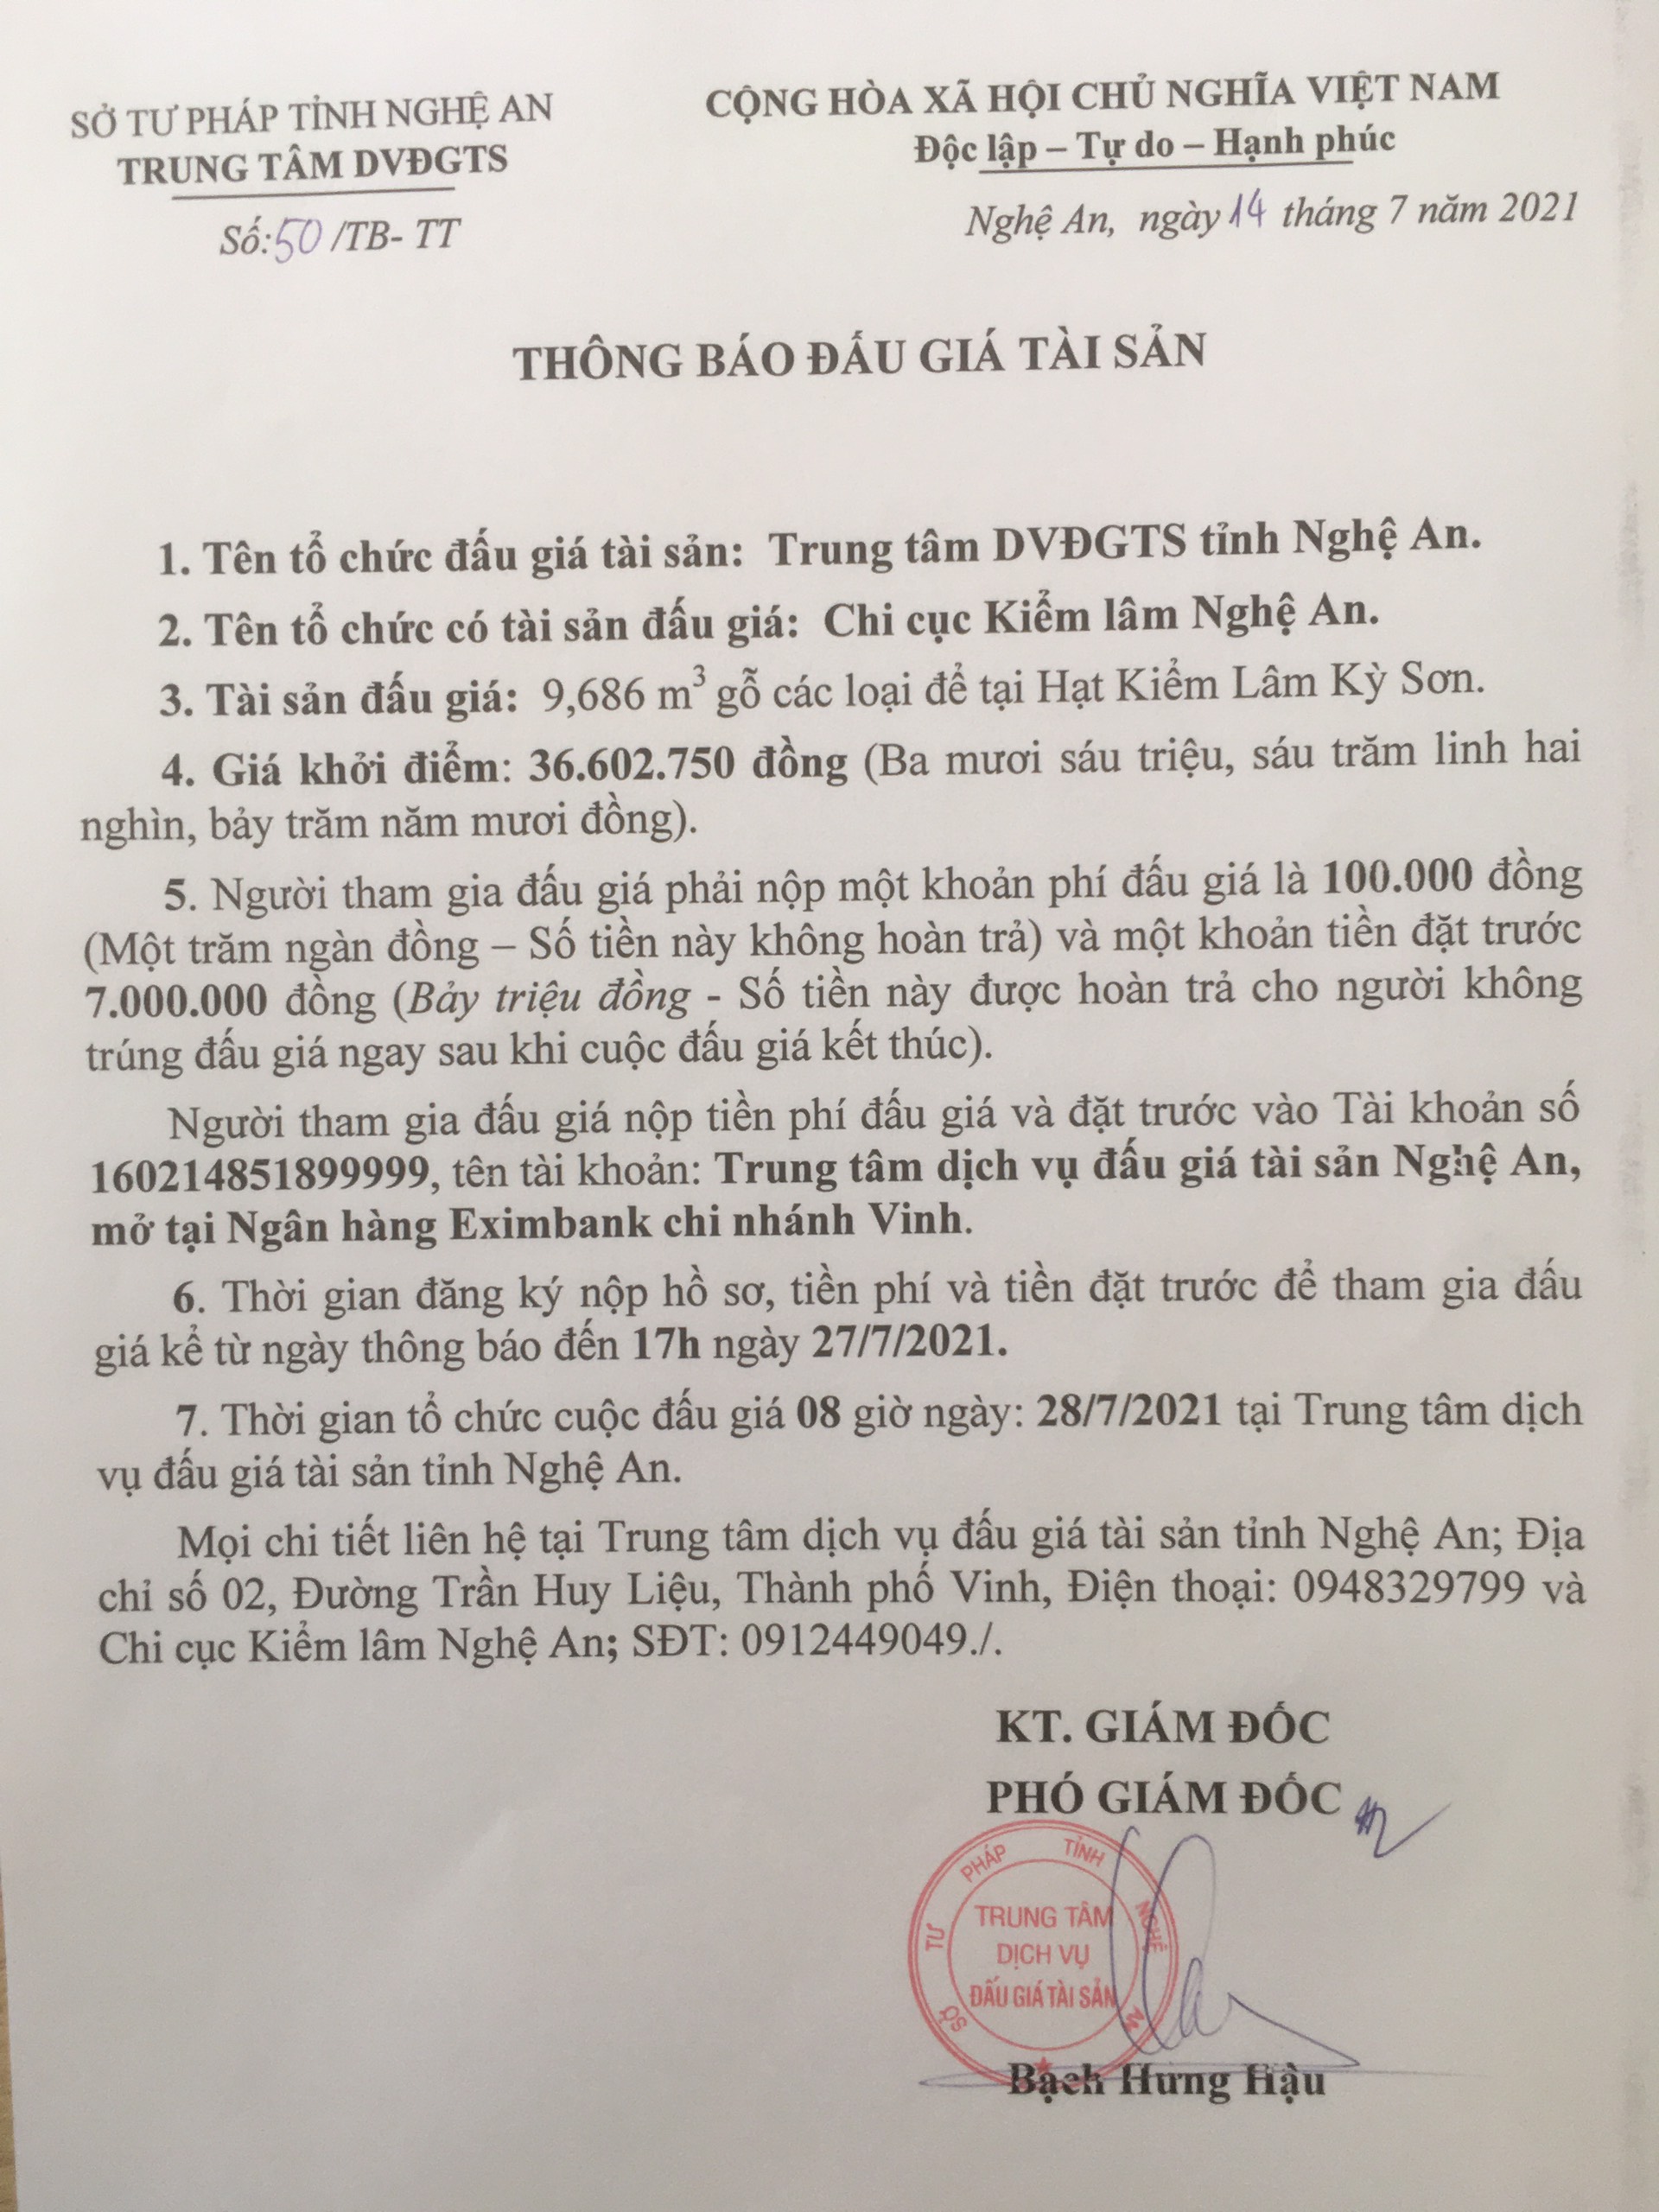 SỞ TƯ PHÁP TỈNH NGHỆ AN
TRUNG TÂM DVĐGTS
Số:50/TB- TT
CỘNG HÒA XÃ HỘI CHỦ NGHĨA VIỆT NAM
Độc lập – Tự do – Hạnh phúc
Nghệ An, ngày 14 tháng 7 năm 2021
THÔNG BÁO ĐẤU GIÁ TÀI SẢN
1. Tên tổ chức đấu giá tài sản: Trung tâm DVĐGTS tỉnh Nghệ An.
2. Tên tổ chức có tài sản đấu giá: Chi cục Kiểm lâm Nghệ An.
3. Tài sản đấu giá: 9,686 m³ gỗ các loại để tại Hạt Kiểm Lâm Kỳ Sơn.
4. Giá khởi điểm: 36.602.750 đồng (Ba mươi sáu triệu, sáu trăm linh hai
nghìn, bảy trăm năm mươi đồng).
5. Người tham gia đấu giá phải nộp một khoản phí đấu giá là 100.000 đồng
(Một trăm ngàn đồng – Số tiền này không hoàn trả) và một khoản tiền đặt trước
7.000.000 đồng (Bảy triệu đồng - Số tiền này được hoàn trả cho người không
trúng đấu giá ngay sau khi cuộc đấu giá kết thúc).
Người tham gia đấu giá nộp tiền phí đấu giá và đặt trước vào Tài khoản số
160214851899999, tên tài khoản: Trung tâm dịch vụ đấu giá tài sản Nghệ An,
mở tại Ngân hàng Eximbank chi nhánh Vinh.
6. Thời gian đăng ký nộp hồ sơ, tiền phí và tiền đặt trước để tham gia đấu
giá kể từ ngày thông báo đến 17h ngày 27/7/2021.
7. Thời gian tổ chức cuộc đấu giá 08 giờ ngày: 28/7/2021 tại Trung tâm dịch
vụ đấu giá tài sản tỉnh Nghệ An.
Mọi chi tiết liên hệ tại Trung tâm dịch vụ đấu giá tài sản tỉnh Nghệ An; Địa
chỉ số 02, Đường Trần Huy Liệu, Thành phố Vinh, Điện thoại: 0948329799 và
Chi cục Kiểm lâm Nghệ An; SĐT: 0912449049./.
KT. GIÁM ĐỐC
PHÓ GIÁM ĐỐC
SỞ TƯ PHÁP TỈNH NGHỆ
TRUNG TÂM
DỊCH VỤ
ĐẤU GIÁ TÀI SẢN
Bạch Hưng Hậu